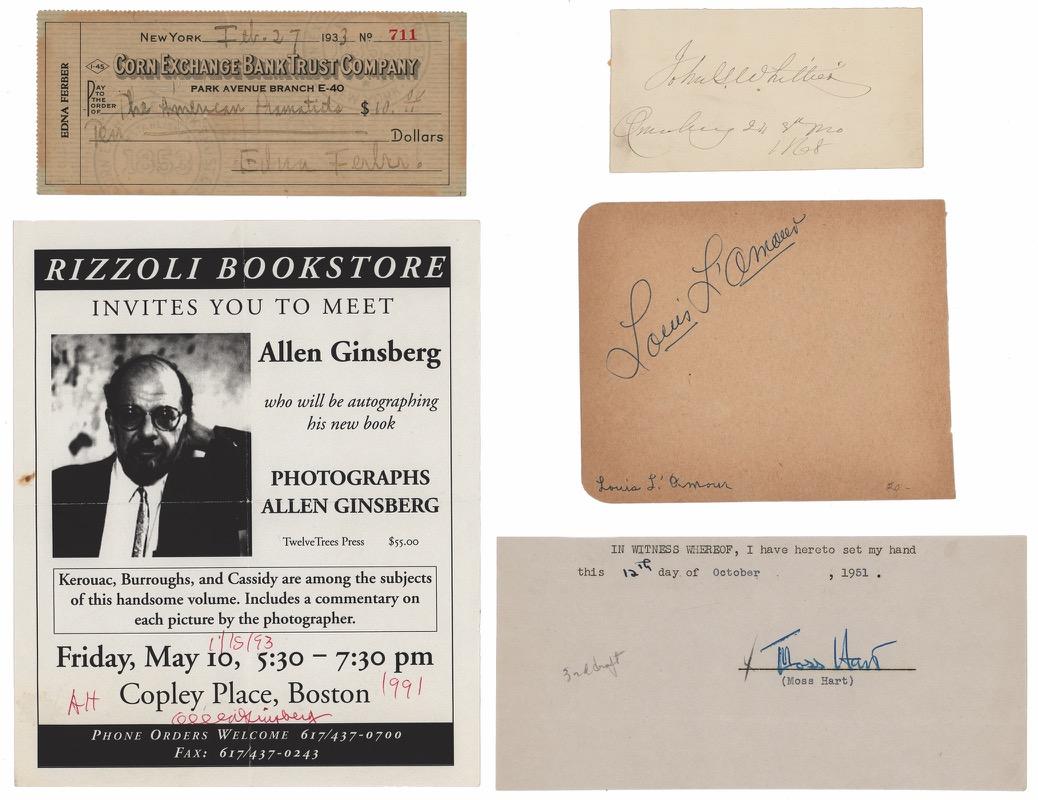 NEW YORK Feb. 27 1933 Nº 711
EDNA FERBER
1-45
CORN EXCHANGE BANK TRUST COMPANY
PARK AVENUE BRANCH E-40
PAY TO THE ORDER OF The American Dramatists $ 10.
Ten Dollars
Edna Ferber.
1853
John G. Whittier
Amesbury 24 8th mo
1868
RIZZOLI BOOKSTORE
INVITES YOU TO MEET
Allen Ginsberg
who will be autographing
his new book
PHOTOGRAPHS
ALLEN GINSBERG
TwelveTrees Press $55.00
Kerouac, Burroughs, and Cassidy are among the subjects
of this handsome volume. Includes a commentary on
each picture by the photographer.
11/15/93
Friday, May 10, 5:30 – 7:30 pm
AH Copley Place, Boston 1991
Allen Ginsberg
PHONE ORDERS WELCOME 617/437-0700
FAX: 617/437-0243
Louis L'Amour
Louis L'Amour
20-
IN WITNESS WHEREOF, I have hereto set my hand
this 12th day of October , 1951 .
3rd draft
Moss Hart
(Moss Hart)